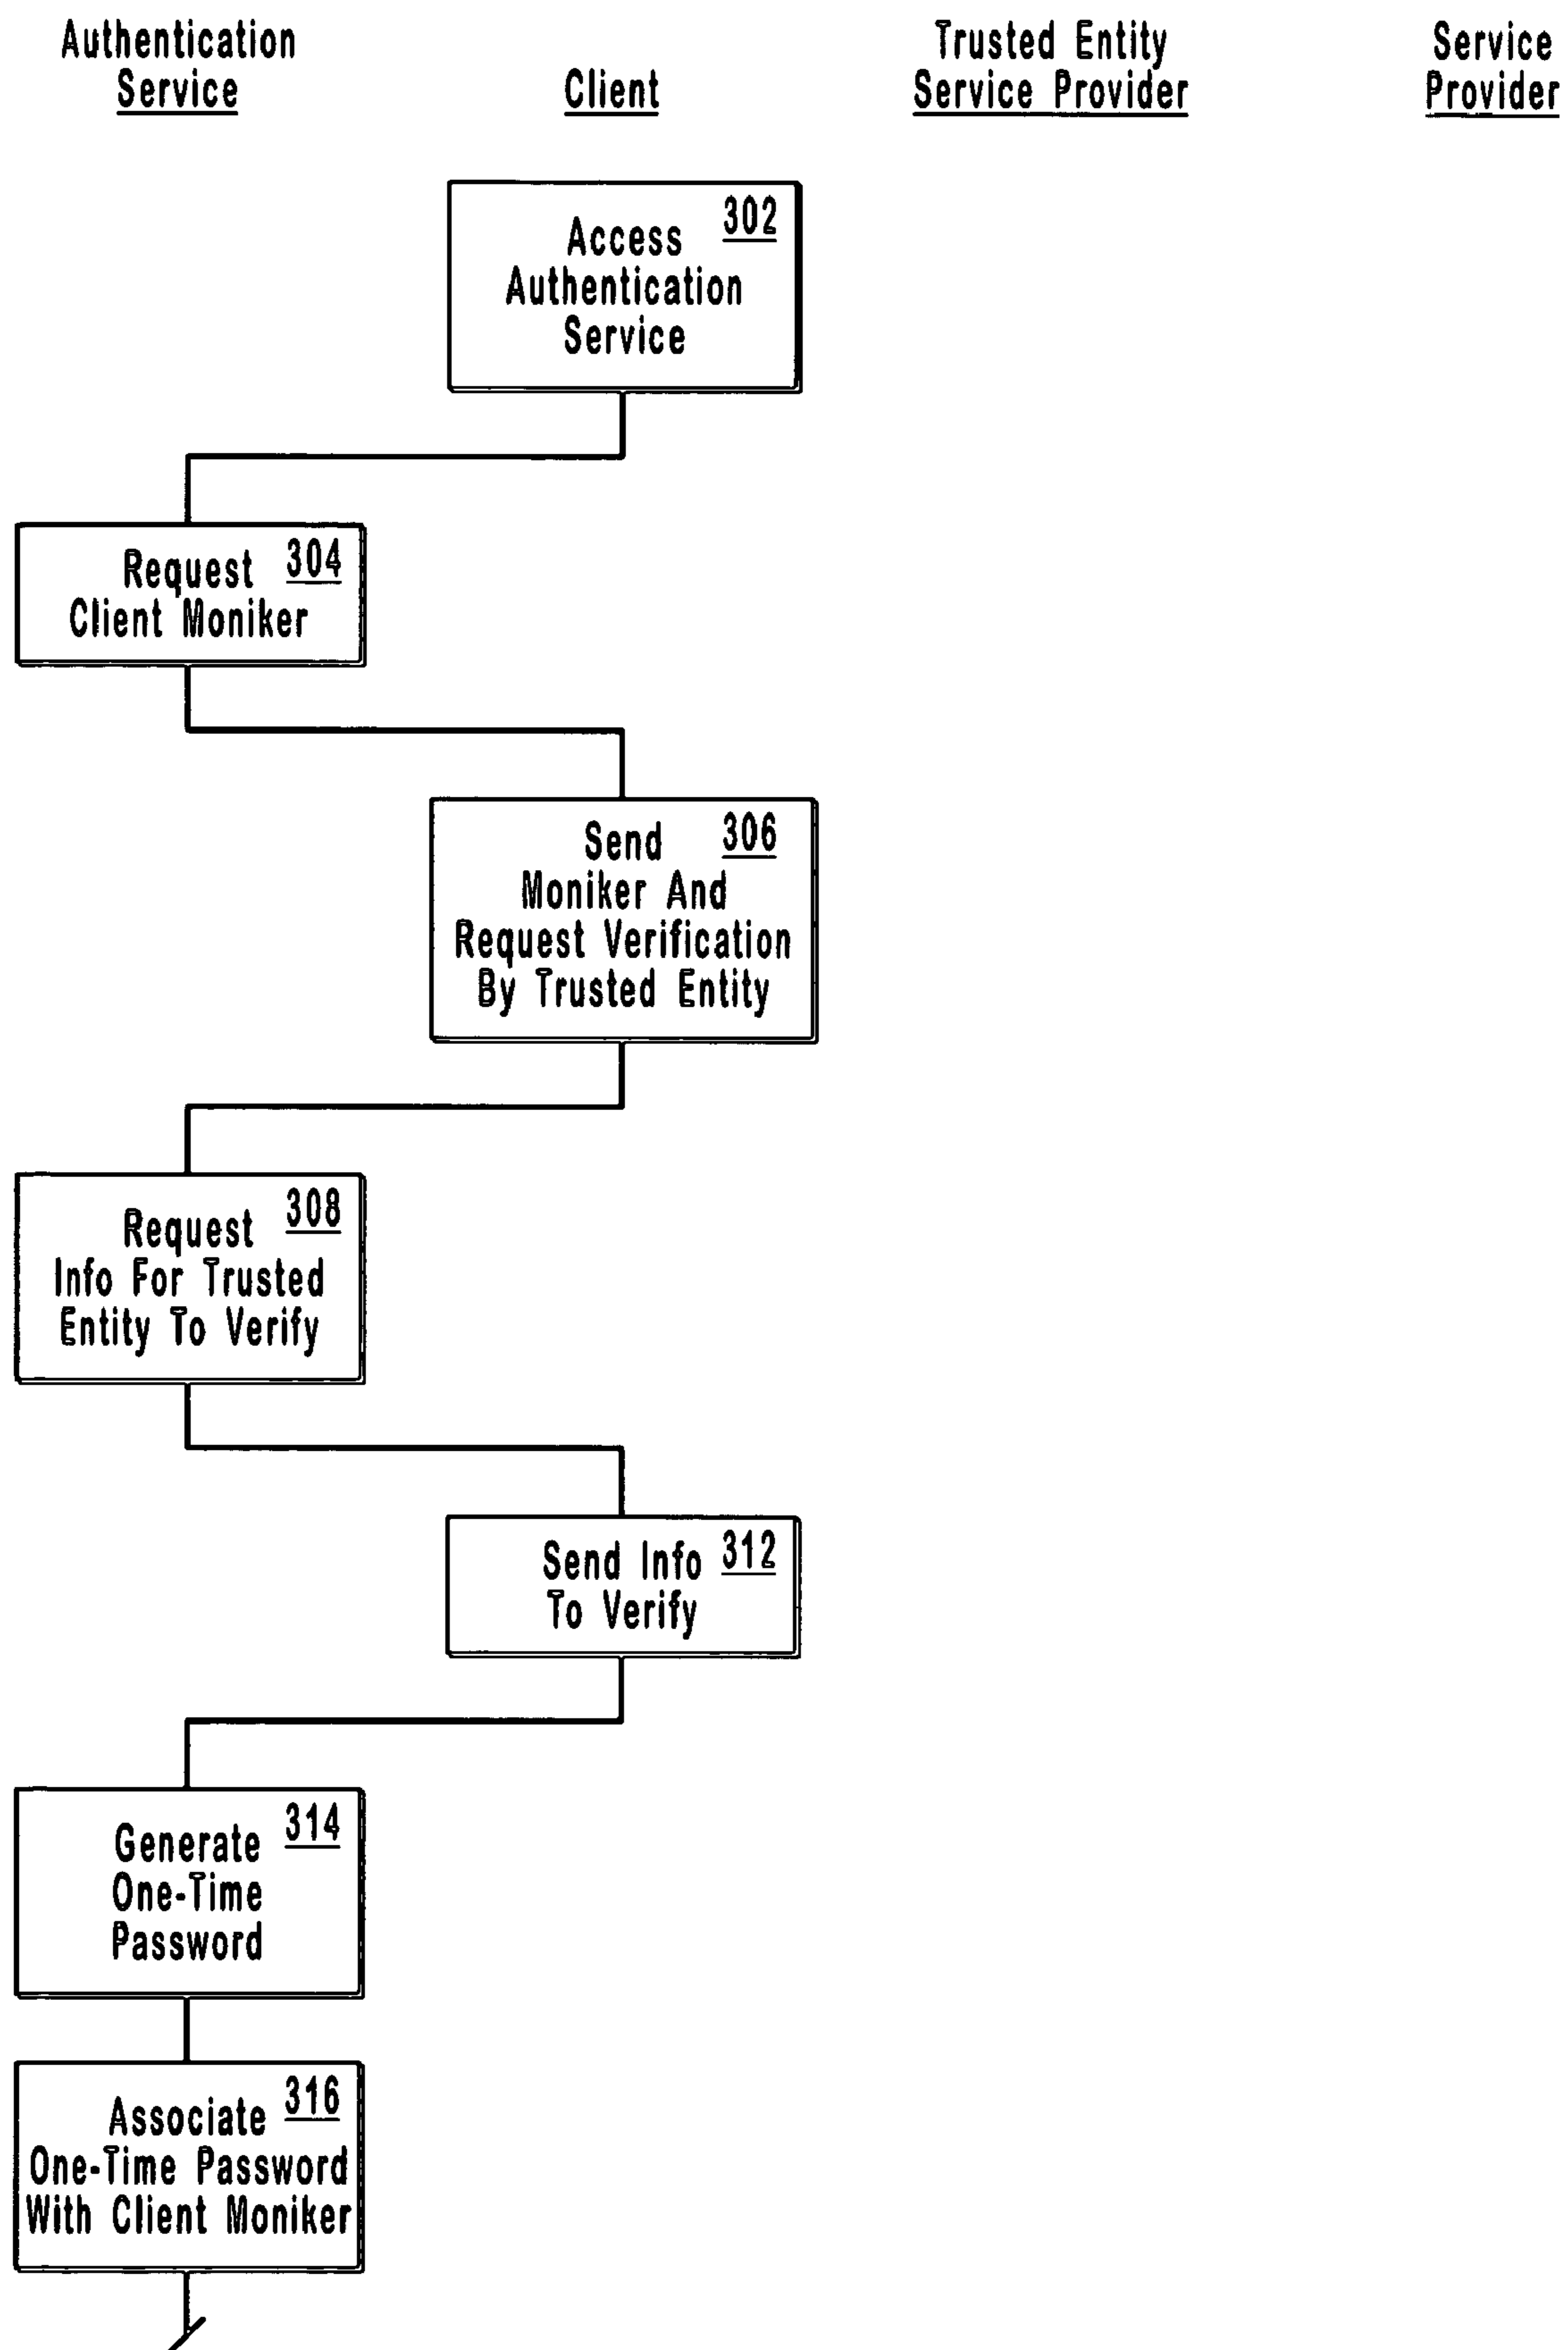 Authentication
Service
Client
Trusted Entity
Service Provider
Service
Provider
302
Access
Authentication
Service
304
Request
Client Moniker
306
Send
Moniker And
Request Verification
By Trusted Entity
308
Request
Info For Trusted
Entity To Verify
312
Send Info
To Verify
314
Generate
One-Time
Password
316
Associate
One-Time Password
With Client Moniker